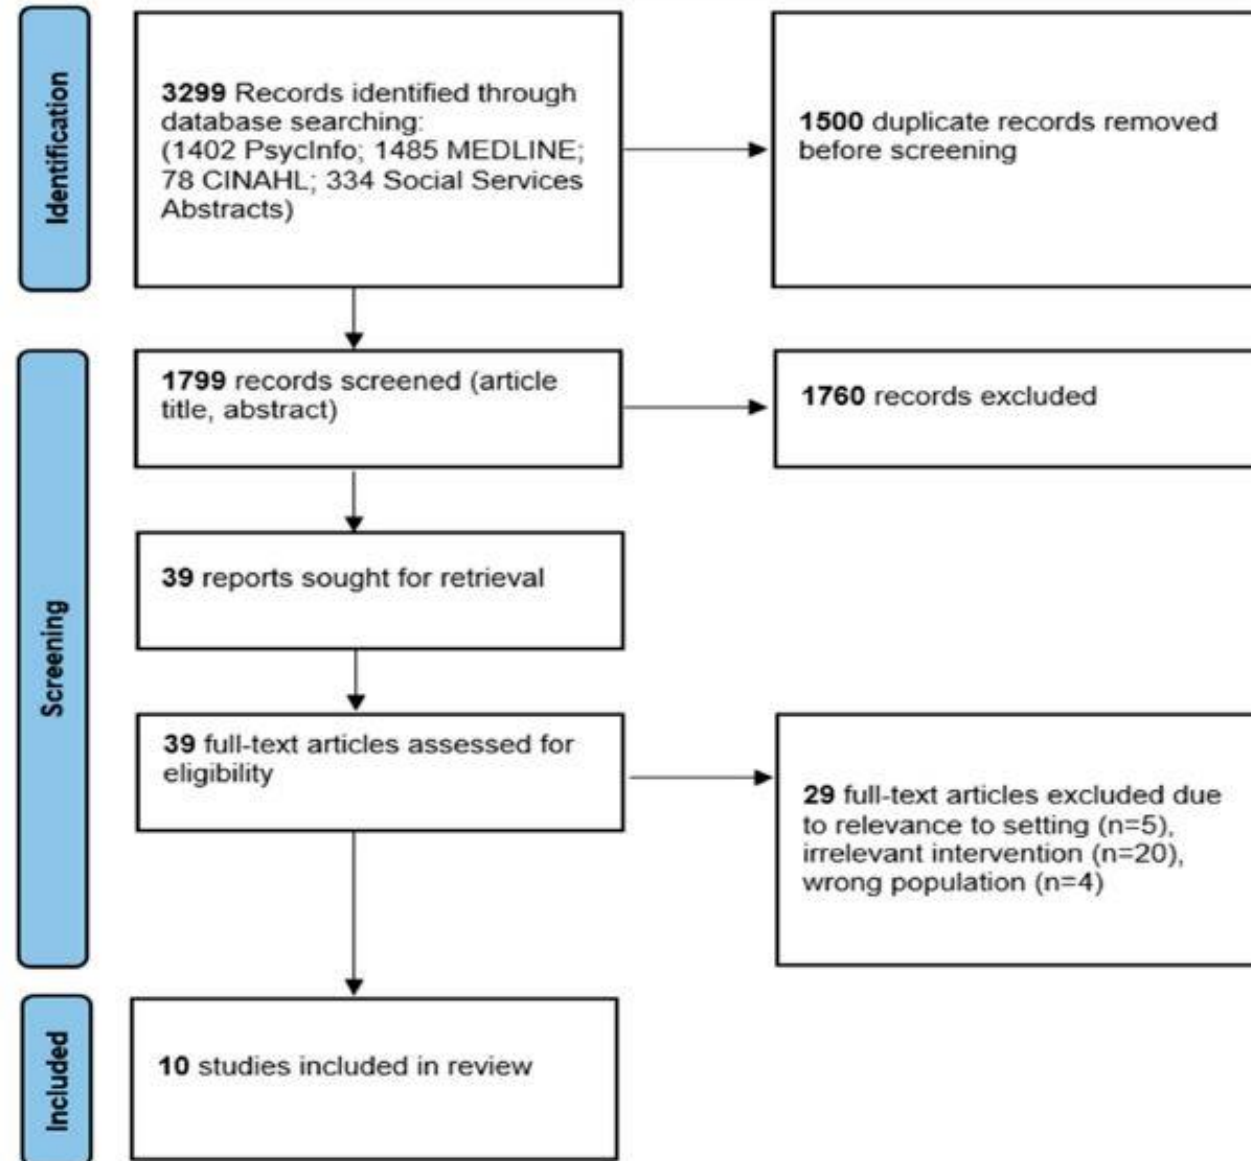 Identification
3299 Records identified through
database searching:
(1402 PsycInfo; 1485 MEDLINE;
78 CINAHL; 334 Social Services
Abstracts)
1500 duplicate records removed
before screening
Screening
1799 records screened (article
title, abstract)
1760 records excluded
39 reports sought for retrieval
39 full-text articles assessed for
eligibility
29 full-text articles excluded due
to relevance to setting (n=5),
irrelevant intervention (n=20),
wrong population (n=4)
Included
10 studies included in review